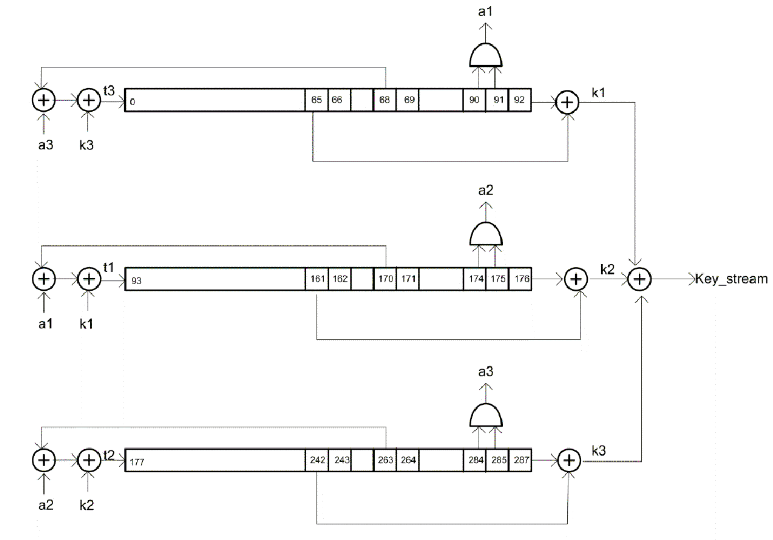 a1
t3
k1
0 65 66 68 69 90 91 92
a3 k3
a2
t1
k2
93 161 162 170 171 174 175 176
Key_stream
a1 k1
a3
t2
k3
177 242 243 263 264 284 285 287
a2 k2